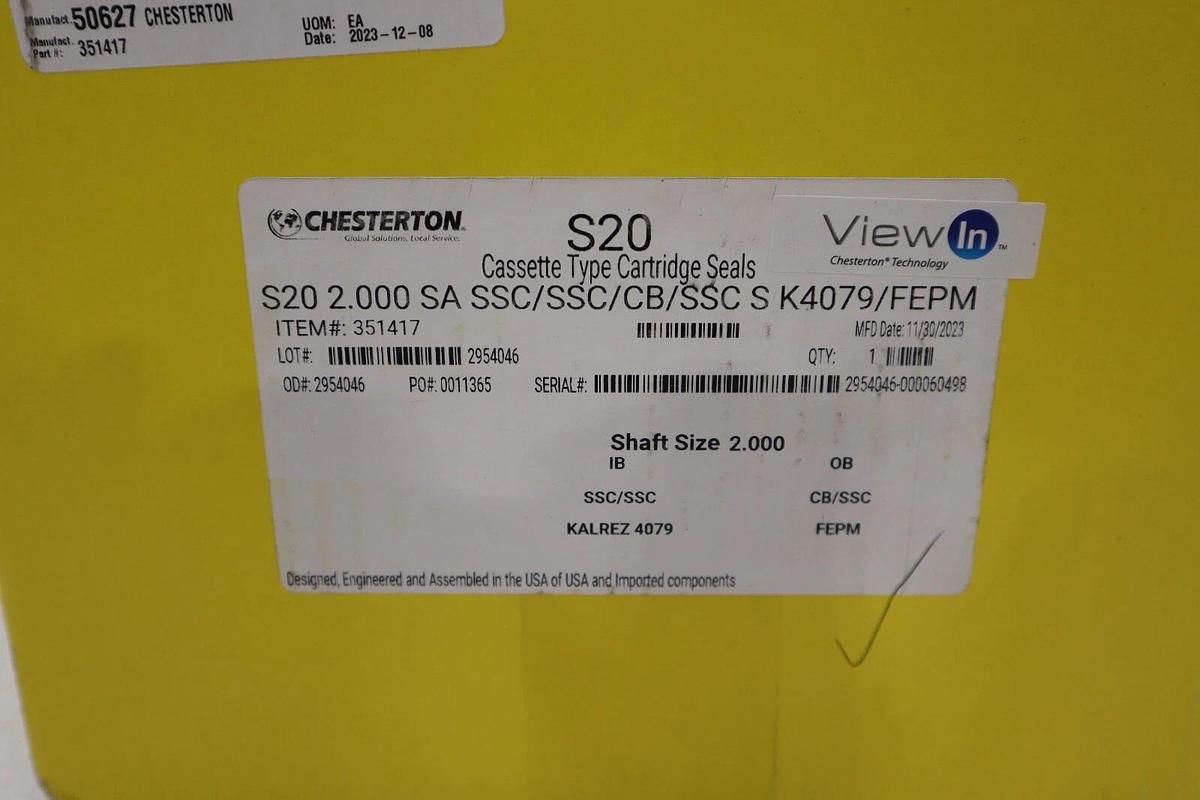 Manufact. 50627 CHESTERTON
Manufact. Part #: 351417
UOM: EA
Date: 2023-12-08
CHESTERTON
Global Solutions, Local Service.
S20
View In™
Chesterton® Technology
Cassette Type Cartridge Seals
S20 2.000 SA SSC/SSC/CB/SSC S K4079/FEPM
ITEM#: 351417 MFD Date: 11/30/2023
LOT#: 2954046 QTY: 1
OD#: 2954046 PO#: 0011365 SERIAL#: 2954046-000060498
Shaft Size 2.000
IB OB
SSC/SSC CB/SSC
KALREZ 4079 FEPM
Designed, Engineered and Assembled in the USA of USA and Imported components